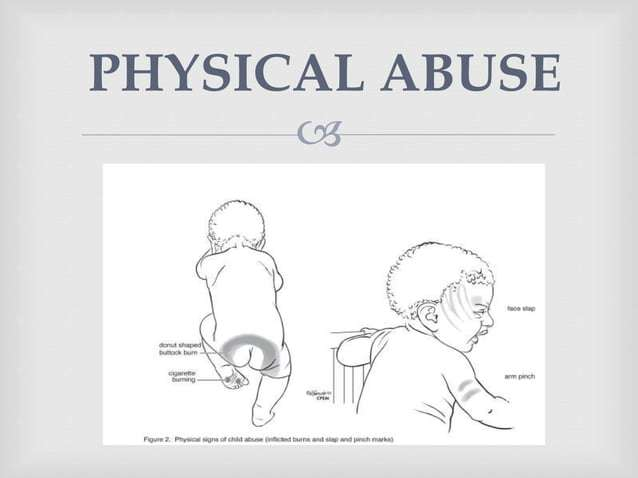 PHYSICAL ABUSE
face slap
donut shaped
buttock burn
cigarette
burning
arm pinch
CPEM
Figure 2. Physical signs of child abuse (inflicted burns and slap and pinch marks)